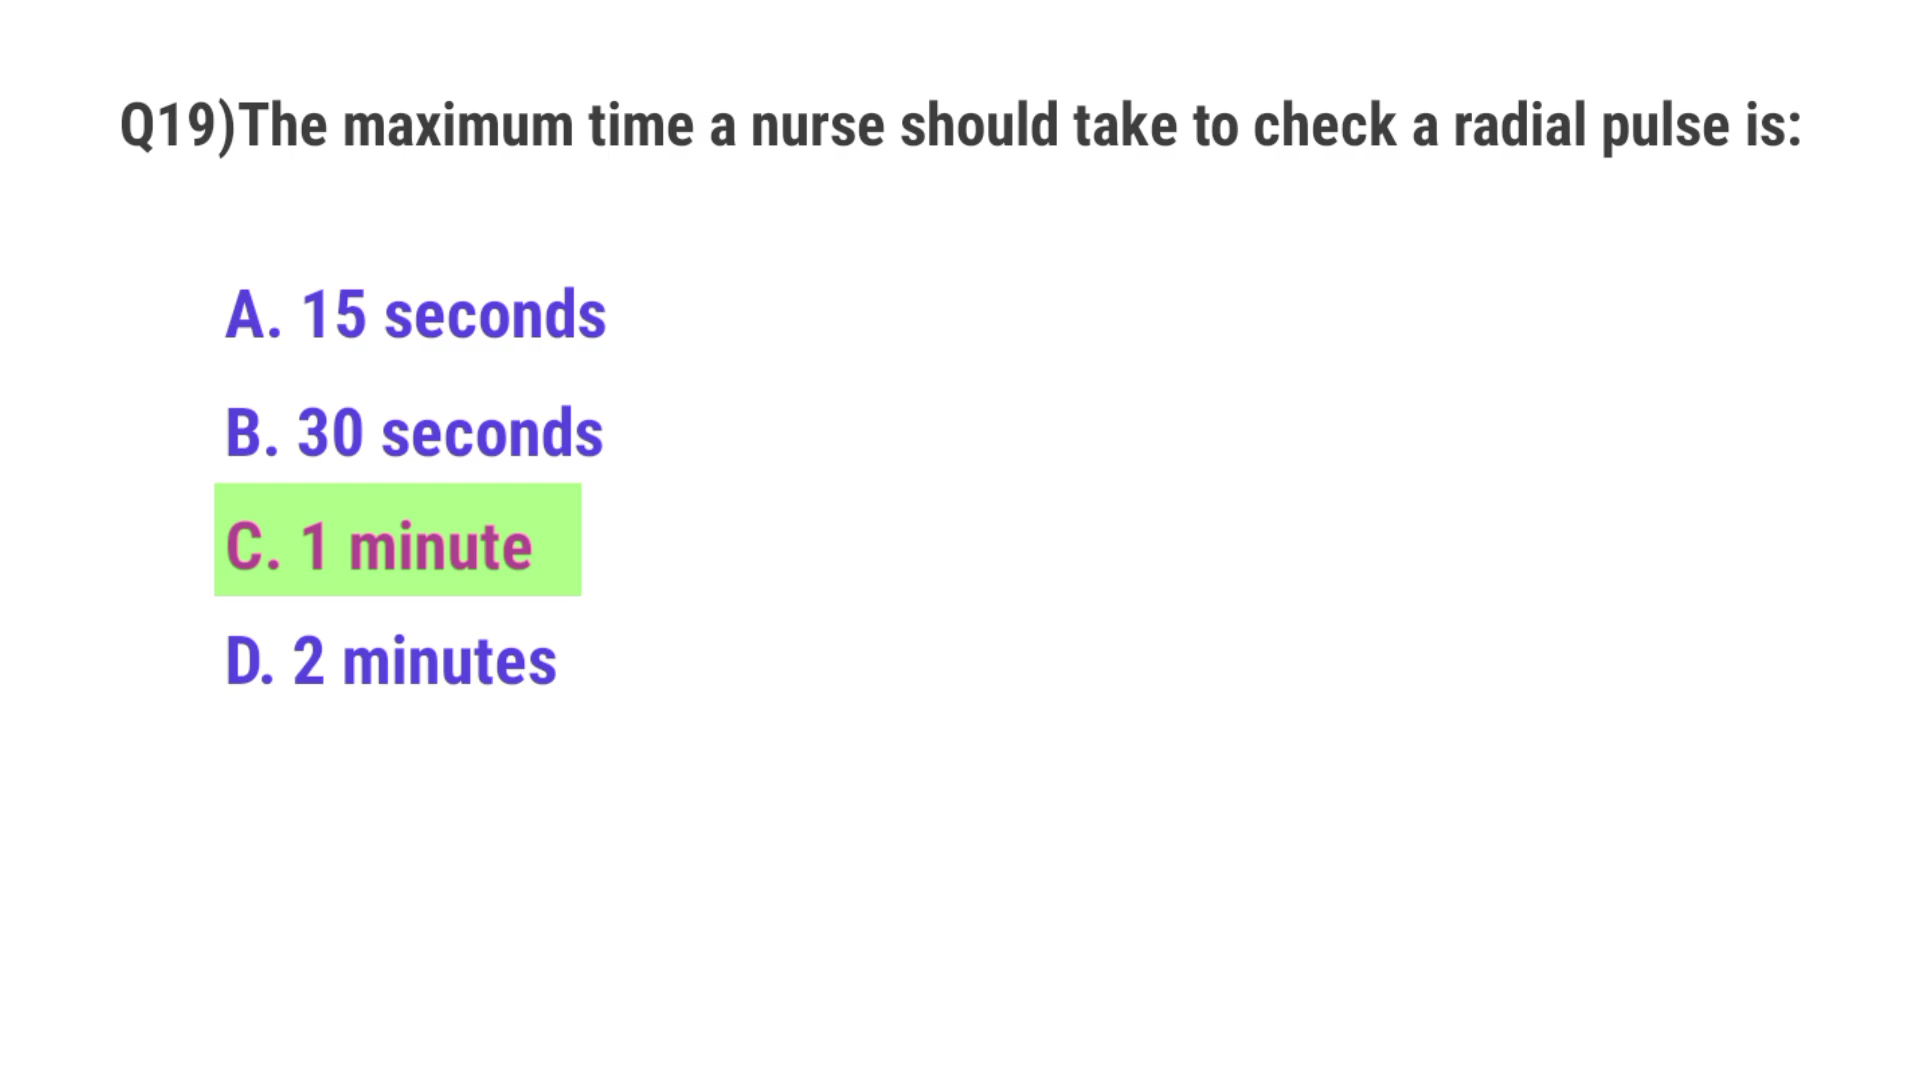 Q19)The maximum time a nurse should take to check a radial pulse is:
A. 15 seconds
B. 30 seconds
C. 1 minute
D. 2 minutes